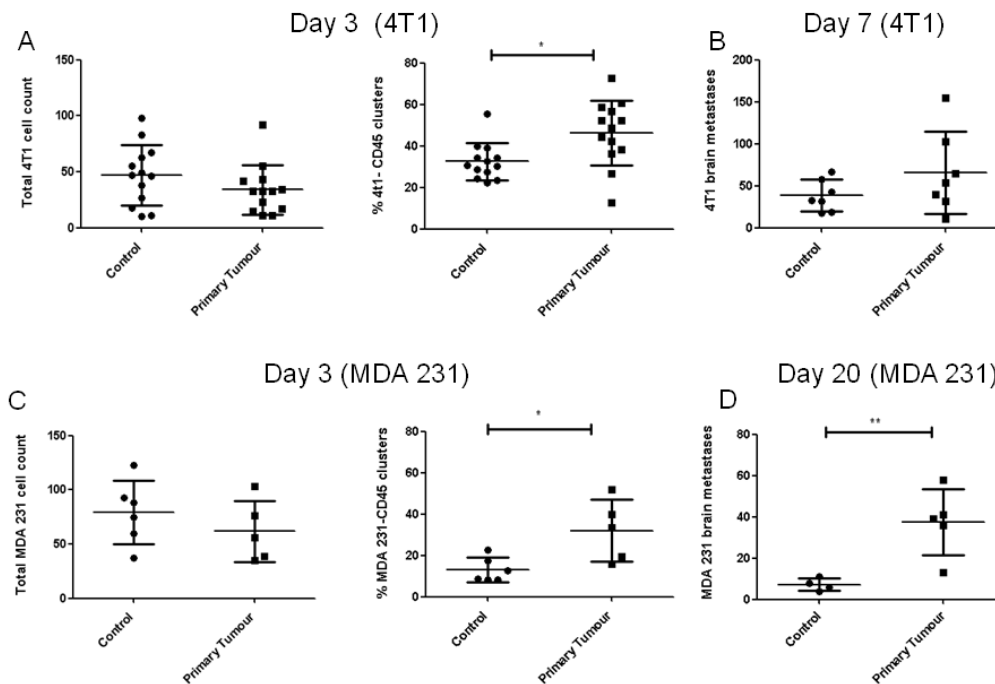 Day 3 (4T1)
Day 7 (4T1)
A
B
Total 4T1 cell count
150
100
50
0
Control
Primary Tumour
% 4t1- CD45 clusters
80
60
40
20
0
*
Control
Primary Tumour
4T1 brain metastases
200
150
100
50
0
Control
Primary Tumour
Day 3 (MDA 231)
Day 20 (MDA 231)
C
D
Total MDA 231 cell count
150
100
50
0
Control
Primary Tumour
% MDA 231-CD45 clusters
80
60
40
20
0
*
Control
Primary Tumour
MDA 231 brain metastases
80
60
40
20
0
**
Control
Primary Tumour